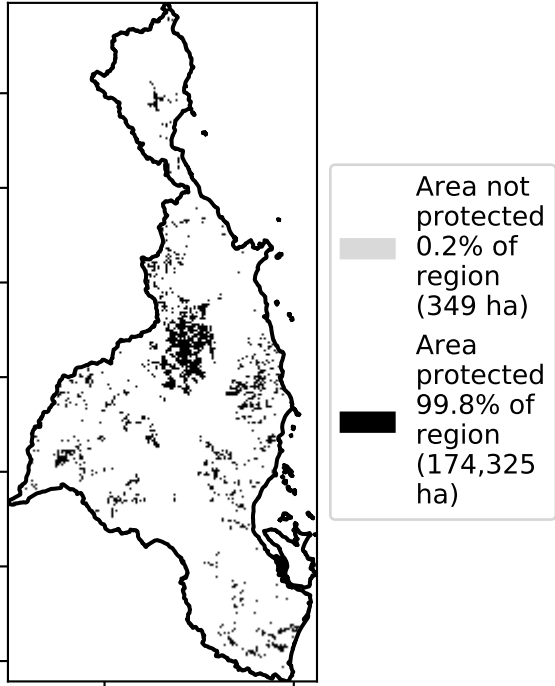 Area not
protected
0.2% of
region
(349 ha)
Area
protected
99.8% of
region
(174,325
ha)